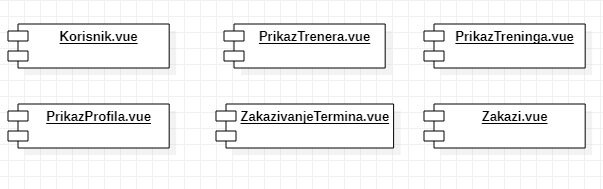 Korisnik.vue
PrikazTrenera.vue
PrikazTreninga.vue
PrikazProfila.vue
ZakazivanjeTermina.vue
Zakazi.vue